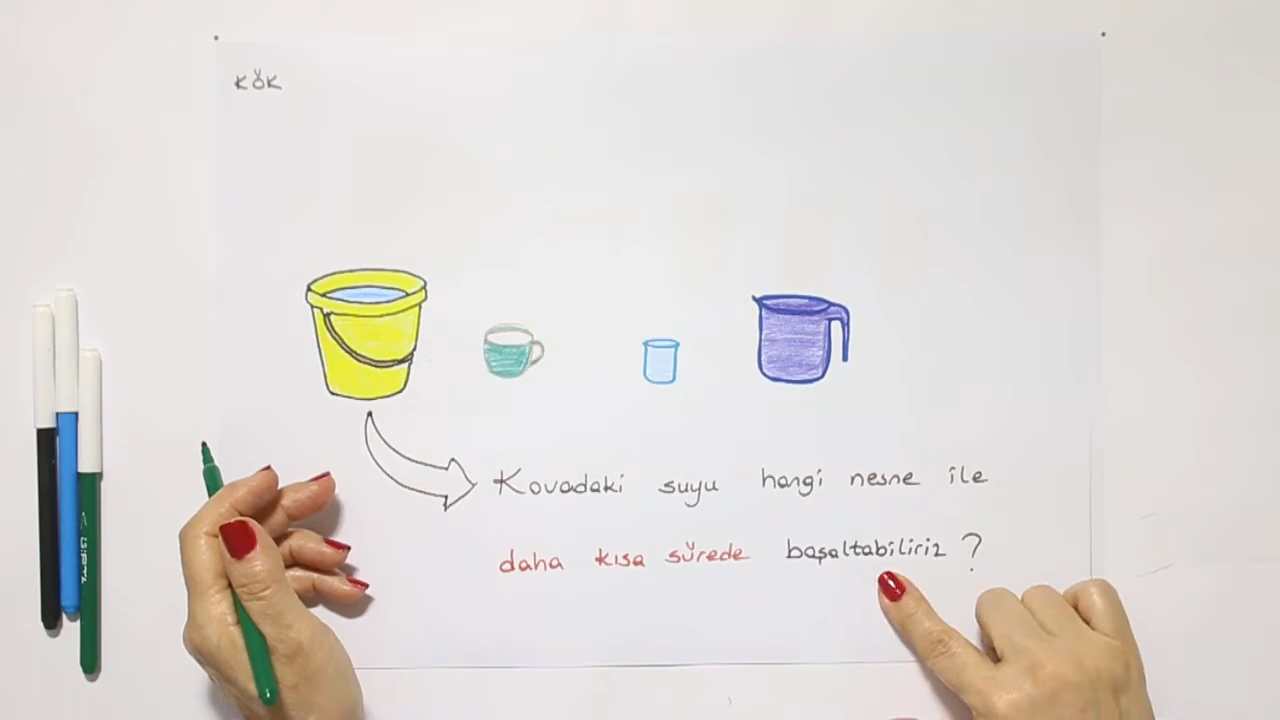 KÖK
Kovadaki suyu hangi nesne ile
daha kısa sürede boşaltabiliriz ?